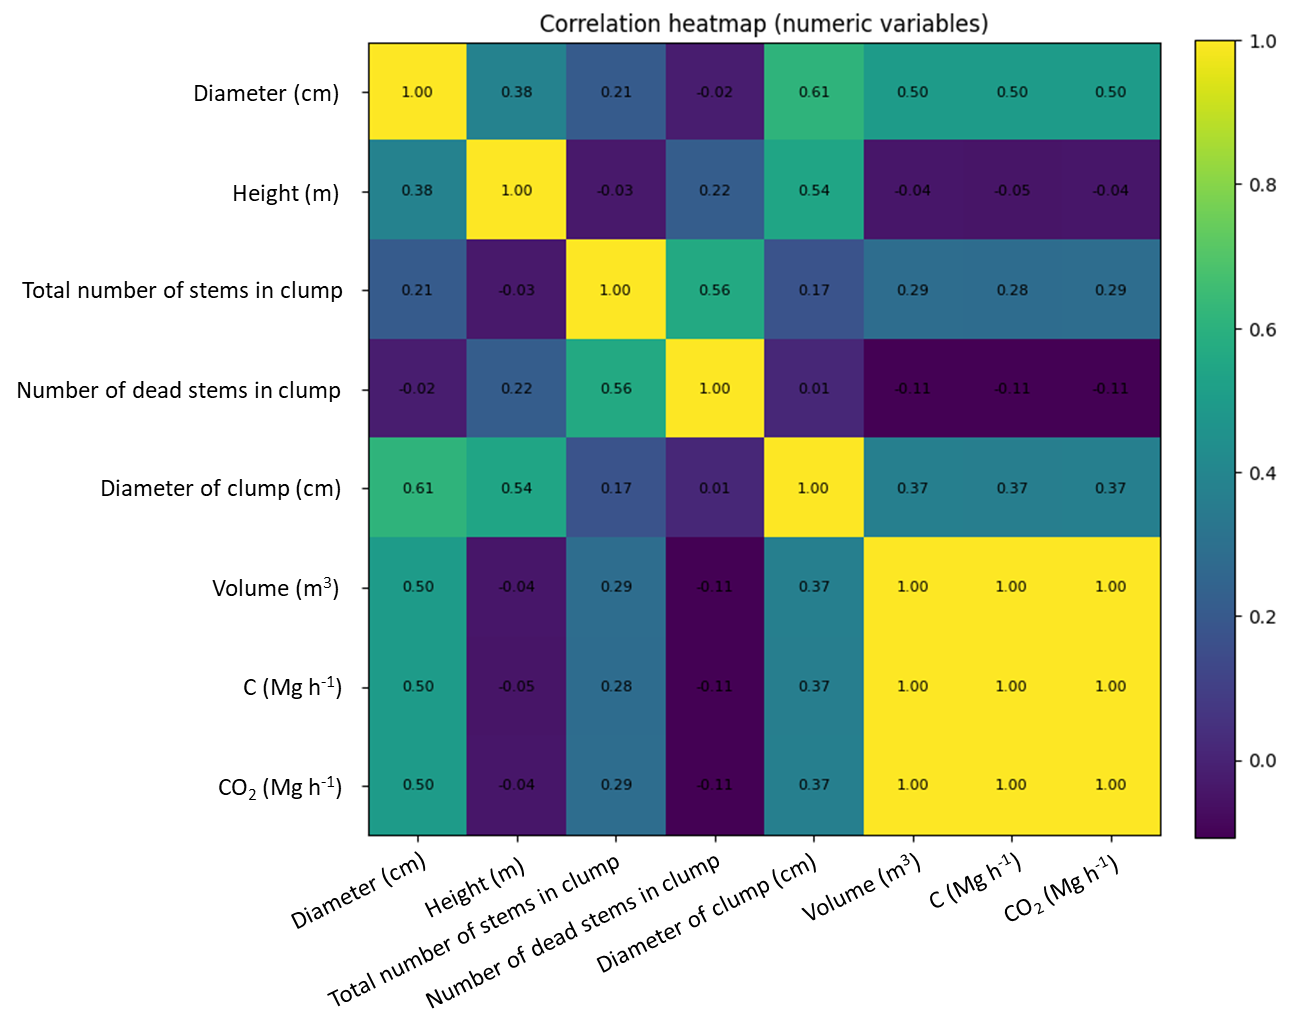 Correlation heatmap (numeric variables)
Diameter (cm) 1.00 0.38 0.21 -0.02 0.61 0.50 0.50 0.50
Height (m) 0.38 1.00 -0.03 0.22 0.54 -0.04 -0.05 -0.04
Total number of stems in clump 0.21 -0.03 1.00 0.56 0.17 0.29 0.28 0.29
Number of dead stems in clump -0.02 0.22 0.56 1.00 0.01 -0.11 -0.11 -0.11
Diameter of clump (cm) 0.61 0.54 0.17 0.01 1.00 0.37 0.37 0.37
Volume (m³) 0.50 -0.04 0.29 -0.11 0.37 1.00 1.00 1.00
C (Mg h⁻¹) 0.50 -0.05 0.28 -0.11 0.37 1.00 1.00 1.00
CO₂ (Mg h⁻¹) 0.50 -0.04 0.29 -0.11 0.37 1.00 1.00 1.00
Diameter (cm)
Height (m)
Total number of stems in clump
Number of dead stems in clump
Diameter of clump (cm)
Volume (m³)
C (Mg h⁻¹)
CO₂ (Mg h⁻¹)
1.0
0.8
0.6
0.4
0.2
0.0